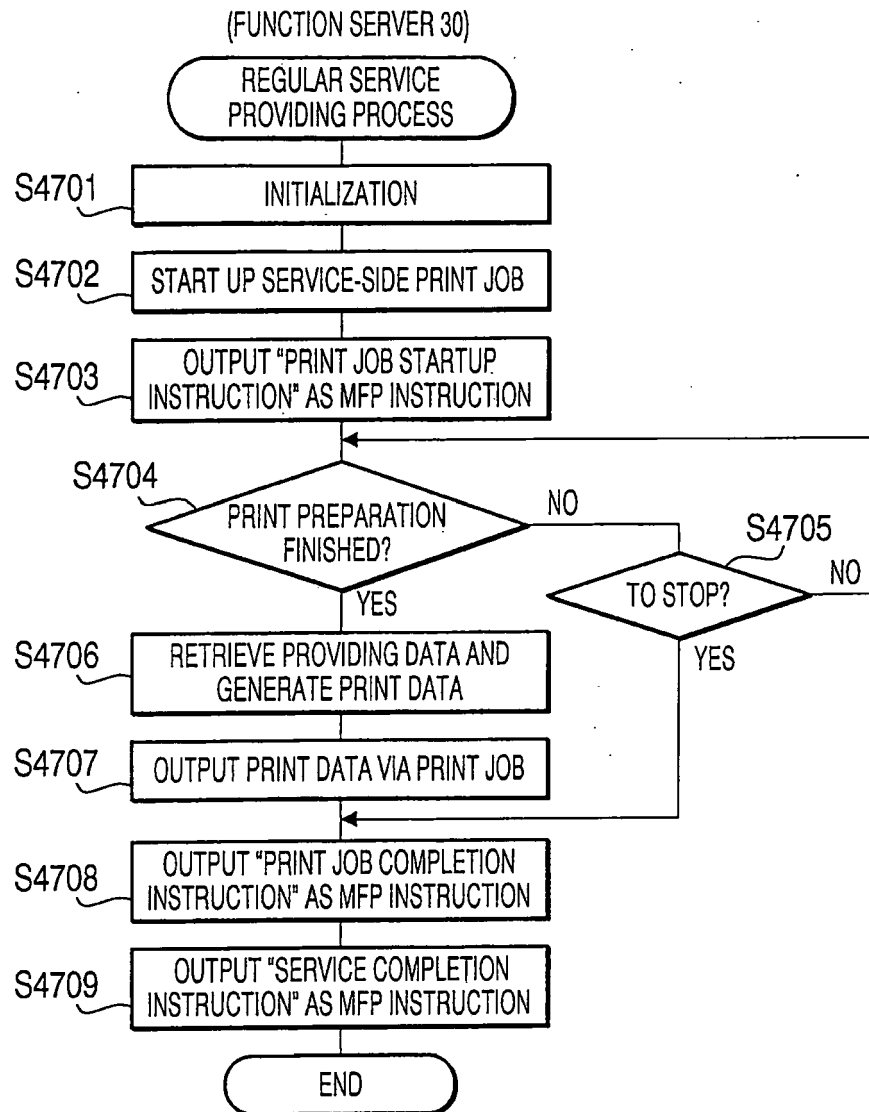 (FUNCTION SERVER 30)
REGULAR SERVICE
PROVIDING PROCESS
S4701
INITIALIZATION
S4702
START UP SERVICE-SIDE PRINT JOB
S4703
OUTPUT "PRINT JOB STARTUP
INSTRUCTION" AS MFP INSTRUCTION
S4704
PRINT PREPARATION
FINISHED?
NO
YES
S4705
TO STOP?
NO
YES
S4706
RETRIEVE PROVIDING DATA AND
GENERATE PRINT DATA
S4707
OUTPUT PRINT DATA VIA PRINT JOB
S4708
OUTPUT "PRINT JOB COMPLETION
INSTRUCTION" AS MFP INSTRUCTION
S4709
OUTPUT "SERVICE COMPLETION
INSTRUCTION" AS MFP INSTRUCTION
END